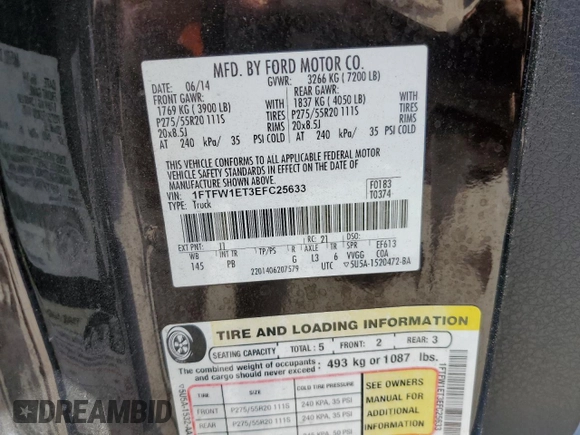 MFD. BY FORD MOTOR CO.
DATE: 06/14 GVWR: 3266 KG ( 7200 LB)
FRONT GAWR: REAR GAWR:
1769 KG ( 3900 LB) 1837 KG ( 4050 LB)
P275/55R20 111S TIRES P275/55R20 111S TIRES
20x8.5J RIMS 20x8.5J RIMS
AT 240 kPa/ 35 PSI COLD AT 240 kPa/ 35 PSI COLD
THIS VEHICLE CONFORMS TO ALL APPLICABLE FEDERAL MOTOR
VEHICLE SAFETY STANDARDS IN EFFECT ON THE DATE OF
MANUFACTURE SHOWN ABOVE.
VIN: 1FTFW1ET3EFC25633 F0183
TYPE: Truck T0374
EXT PNT: J1 RC: 21 DSO:
WB INT TR TP/PS R AXLE TR SPR EF613
145 PB G L3 6 VVGG COA
2201406207579 UTC 5U5A-1520472-BA
TIRE AND LOADING INFORMATION
SEATING CAPACITY TOTAL: 5 FRONT: 2 REAR: 3
The combined weight of occupants and cargo should never exceed 493 kg or 1087 lbs.
TIRE SIZE COLD TIRE PRESSURE
FRONT P275/55R20 111S 240 KPA, 35 PSI
REAR P275/55R20 111S 240 KPA, 35 PSI
SEE OWNERS
MANUAL FOR
ADDITIONAL
INFORMATION